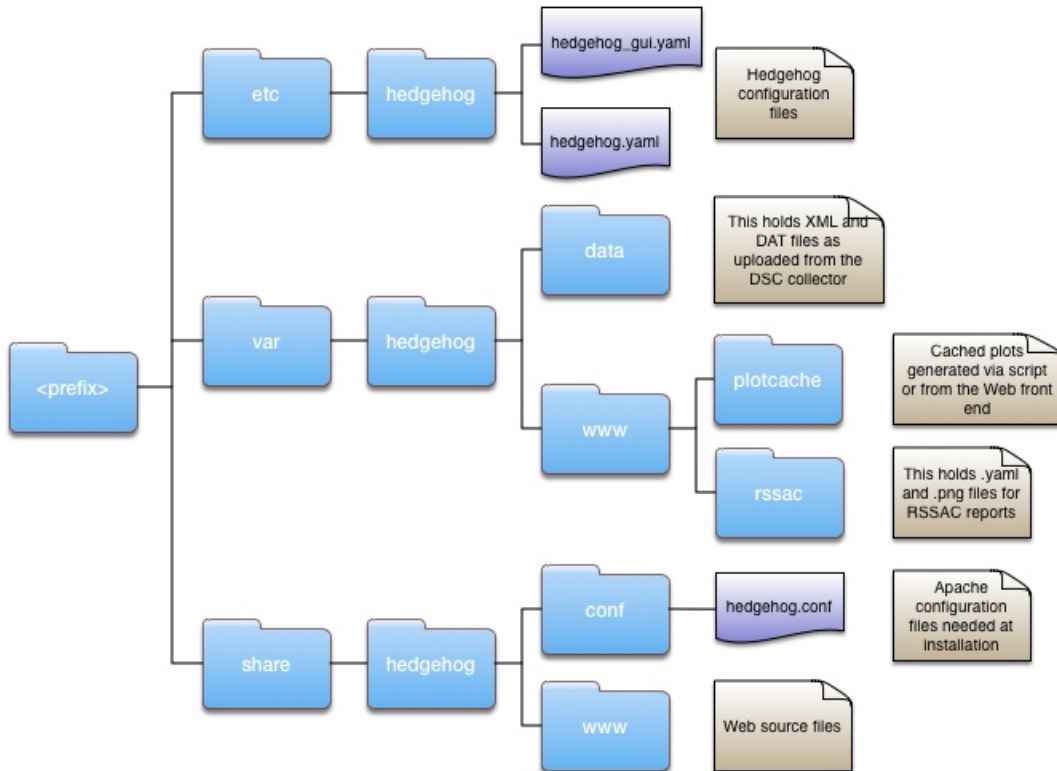 hedgehog_gui.yaml
etc
hedgehog
Hedgehog
configuration
files
hedgehog.yaml
data
This holds XML and
DAT files as
uploaded from the
DSC collector
var
hedgehog
<prefix>
plotcache
Cached plots
generated via script
or from the Web front
end
www
rssac
This holds .yaml
and .png files for
RSSAC reports
conf
hedgehog.conf
Apache
configuration
files needed at
installation
share
hedgehog
www
Web source files